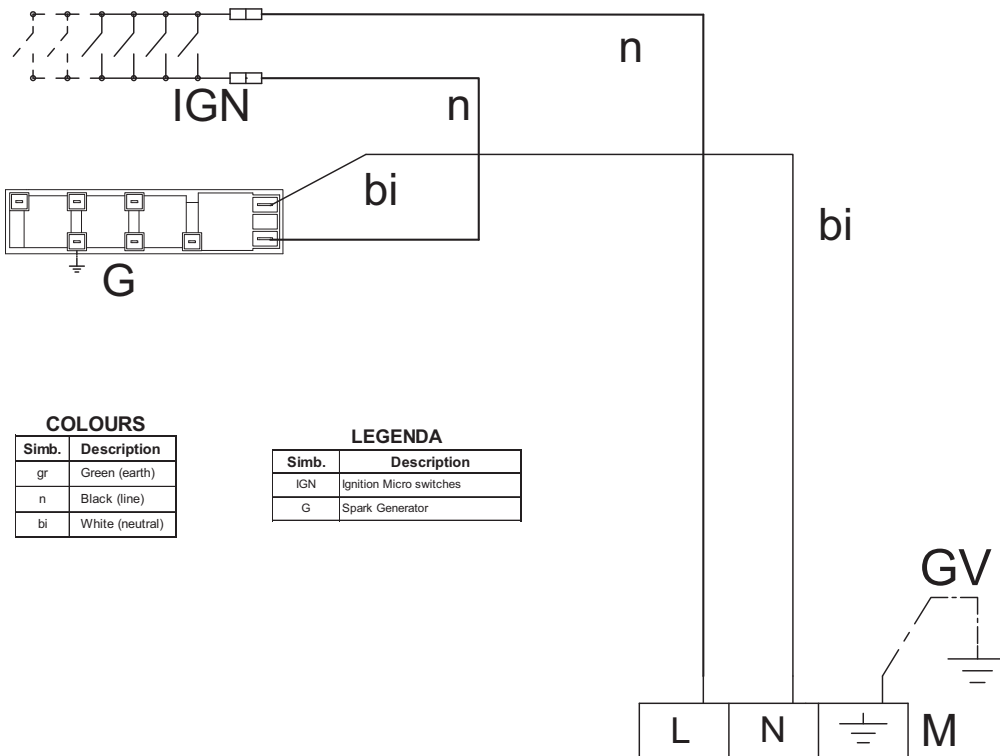 n
IGN
n
bi
bi
G
COLOURS
Simb. Description
gr Green (earth)
n Black (line)
bi White (neutral)
LEGENDA
Simb. Description
IGN Ignition Micro switches
G Spark Generator
GV
L N M